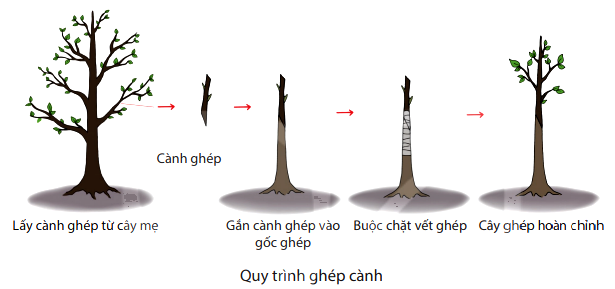 Cành ghép
Lấy cành ghép từ cây mẹ
Gắn cành ghép vào
gốc ghép
Buộc chặt vết ghép
Cây ghép hoàn chỉnh
Quy trình ghép cành